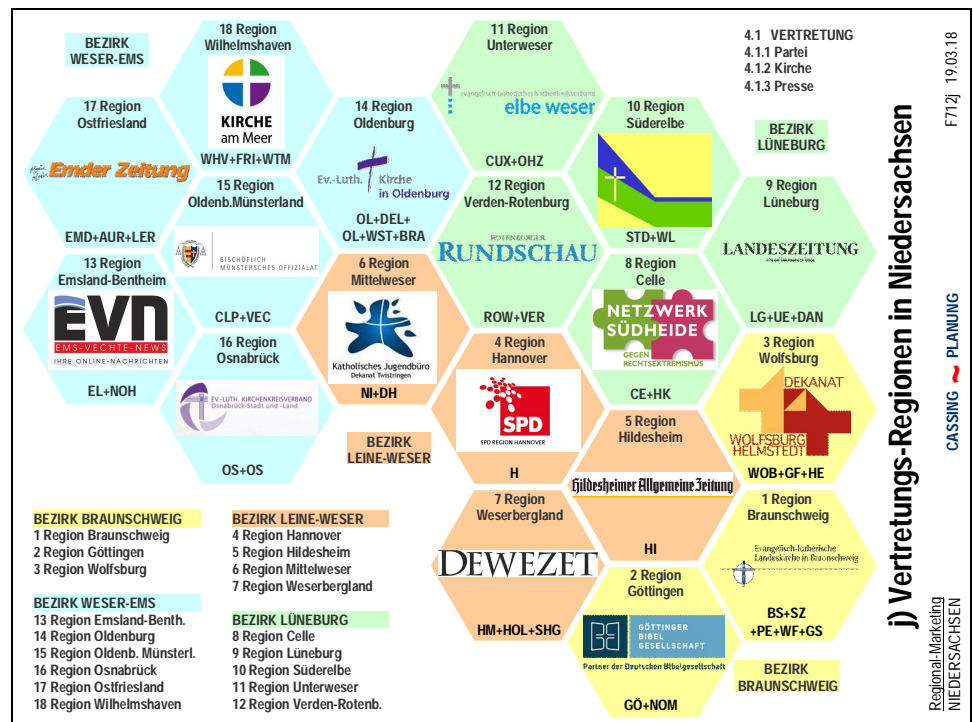 BEZIRK
WESER-EMS
18 Region
Wilhelmshaven
KIRCHE
am Meer
WHV+FRI+WTM
11 Region
Unterweser
elbe weser
CUX+OHZ
4.1 VERTRETUNG
4.1.1 Partei
4.1.2 Kirche
4.1.3 Presse
17 Region
Ostfriesland
Emder Zeitung
EMD+AUR+LER
14 Region
Oldenburg
Ev.-Luth. Kirche
in Oldenburg
OL+DEL+
OL+WST+BRA
10 Region
Süderelbe
STD+WL
BEZIRK
LÜNEBURG
15 Region
Oldenb.Münsterland
BISCHÖFLICH
MÜNSTERSCHES OFFIZIALAT
CLP+VEC
12 Region
Verden-Rotenburg
ROTENBURGER
RUNDSCHAU
ROW+VER
9 Region
Lüneburg
LANDESZEITUNG
LG+UE+DAN
13 Region
Emsland-Bentheim
EVN
EMS-VECHTE-NEWS
IHRE ONLINE-NACHRICHTEN
EL+NOH
6 Region
Mittelweser
Katholisches Jugendbüro
Dekanat Twistringen
NI+DH
8 Region
Celle
NETZWERK
SÜDHEIDE
GEGEN
RECHTSEXTREMISMUS
CE+HK
16 Region
Osnabrück
EV.-LUTH. KIRCHENKREISVERBAND
Osnabrück-Stadt und -Land
OS+OS
4 Region
Hannover
SPD
SPD REGION HANNOVER
H
3 Region
Wolfsburg
DEKANAT
WOLFSBURG
HELMSTEDT
WOB+GF+HE
BEZIRK
LEINE-WESER
5 Region
Hildesheim
Hildesheimer Allgemeine Zeitung
HI
7 Region
Weserbergland
DEWEZET
HM+HOL+SHG
1 Region
Braunschweig
Evangelisch-lutherische
Landeskirche in Braunschweig
BS+SZ
+PE+WF+GS
2 Region
Göttingen
GÖTTINGER
BIBEL
GESELLSCHAFT
Partner der Deutschen Bibelgesellschaft
GÖ+NOM
BEZIRK
BRAUNSCHWEIG
BEZIRK BRAUNSCHWEIG
1 Region Braunschweig
2 Region Göttingen
3 Region Wolfsburg
BEZIRK WESER-EMS
13 Region Emsland-Benth.
14 Region Oldenburg
15 Region Oldenb. Münsterl.
16 Region Osnabrück
17 Region Ostfriesland
18 Region Wilhelmshaven
BEZIRK LEINE-WESER
4 Region Hannover
5 Region Hildesheim
6 Region Mittelweser
7 Region Weserbergland
BEZIRK LÜNEBURG
8 Region Celle
9 Region Lüneburg
10 Region Süderelbe
11 Region Unterweser
12 Region Verden-Rotenb.
j) Vertretungs-Regionen in Niedersachsen
F712j 19.03.18
CASSING ~ PLANUNG
Regional-Marketing
NIEDERSACHSEN